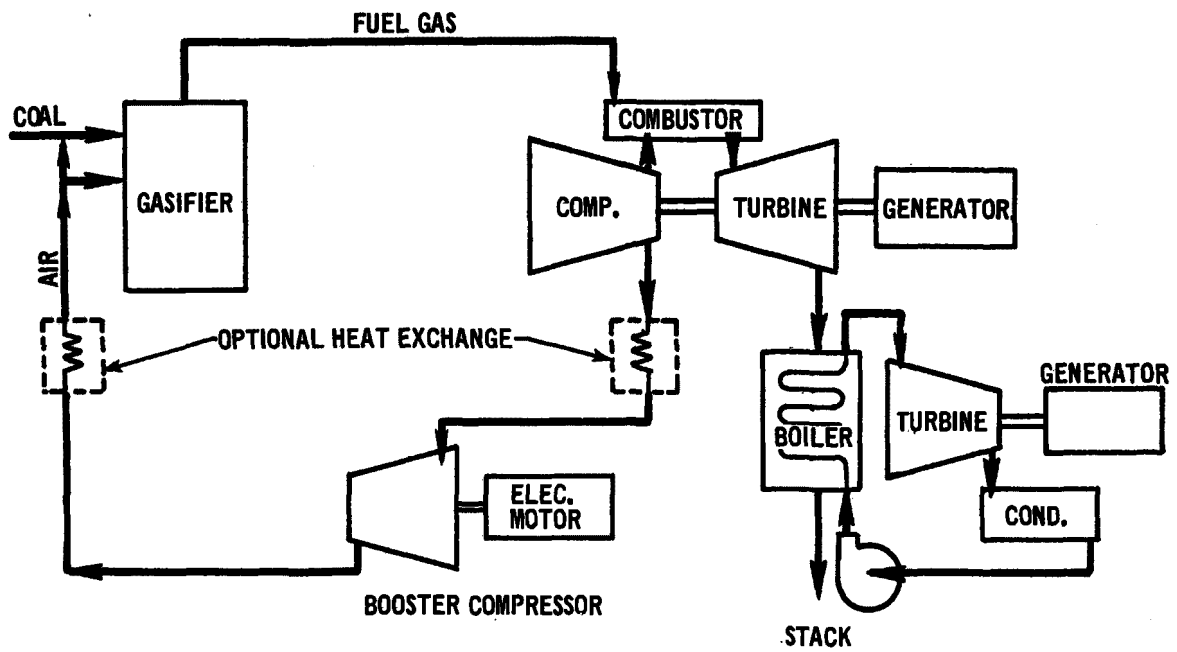 FUEL GAS
COAL
COMBUSTOR
GASIFIER
COMP.
TURBINE
GENERATOR
AIR
OPTIONAL HEAT EXCHANGE
GENERATOR
TURBINE
BOILER
ELEC.
MOTOR
COND.
BOOSTER COMPRESSOR
STACK